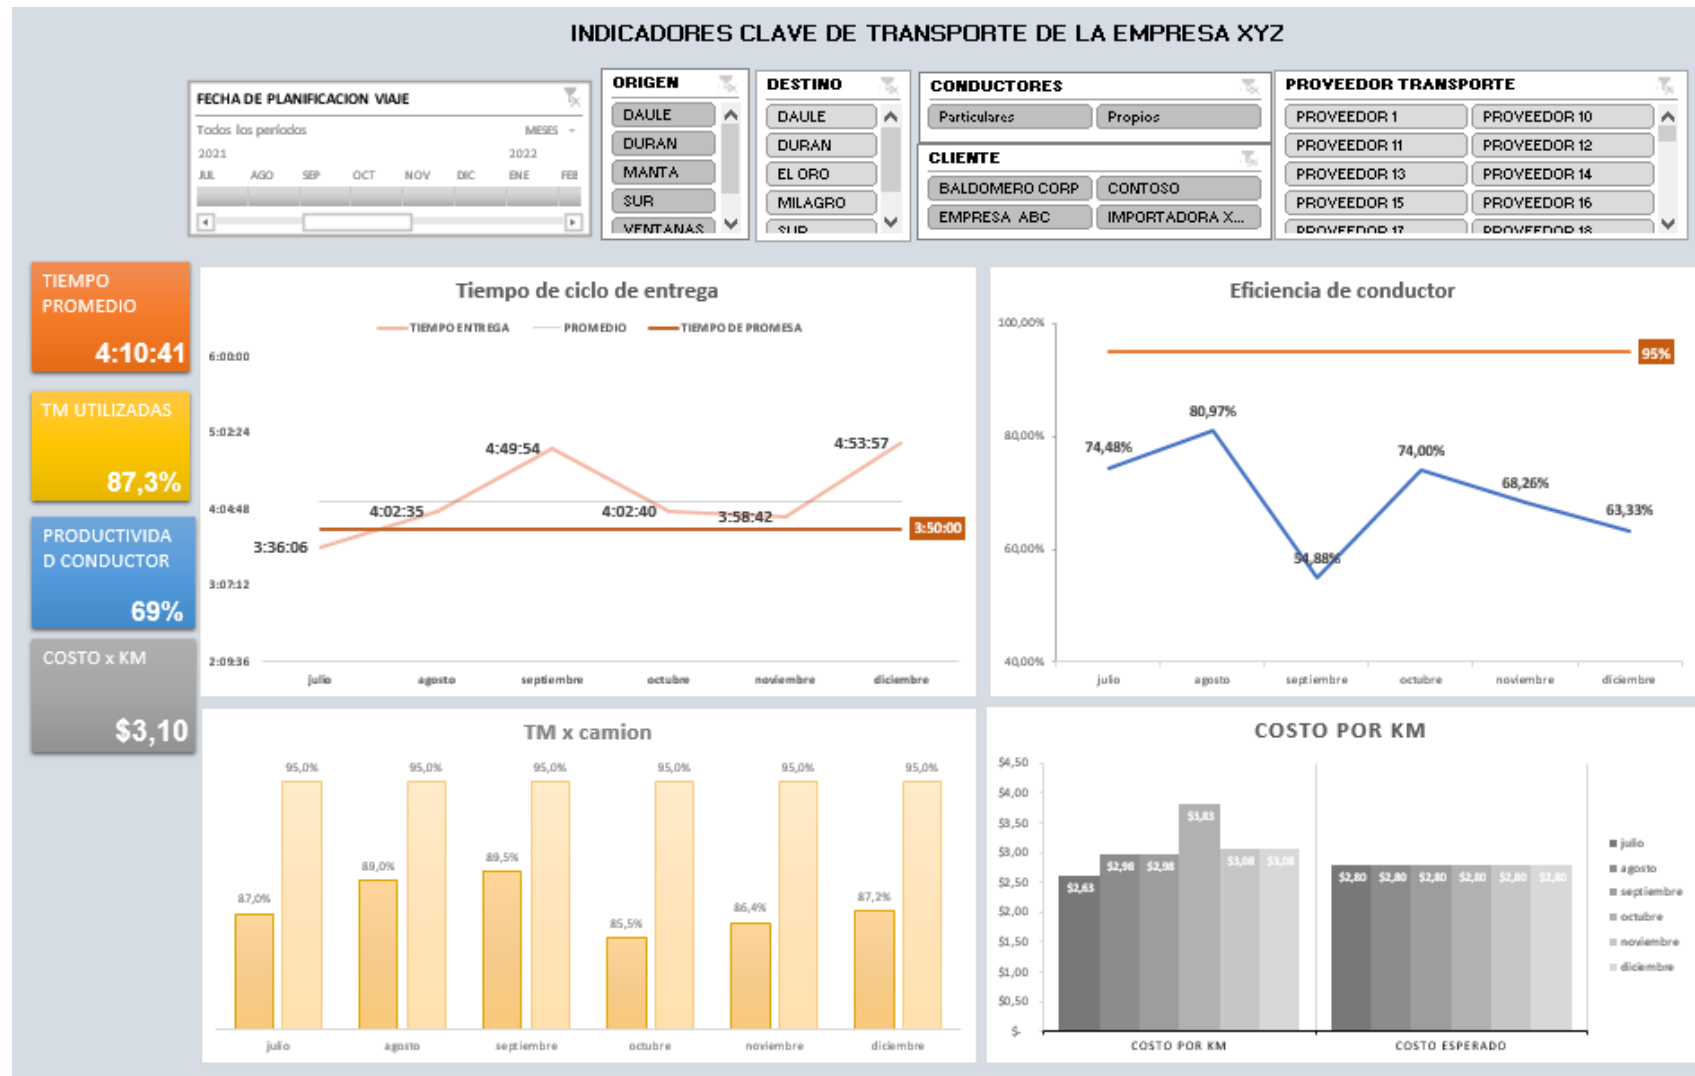 INDICADORES CLAVE DE TRANSPORTE DE LA EMPRESA XYZ
FECHA DE PLANIFICACION VIAJE
Todos los períodos
MESES
2021
2022
JUL AGO SEP OCT NOV DIC ENE FEB
ORIGEN
DAULE
DURAN
MANTA
SUR
VENTANAS
DESTINO
DAULE
DURAN
EL ORO
MILAGRO
SUR
CONDUCTORES
Particulares
Propios
CLIENTE
BALDOMERO CORP
CONTOSO
EMPRESA ABC
IMPORTADORA X...
PROVEEDOR TRANSPORTE
PROVEEDOR 1
PROVEEDOR 10
PROVEEDOR 11
PROVEEDOR 12
PROVEEDOR 13
PROVEEDOR 14
PROVEEDOR 15
PROVEEDOR 16
PROVEEDOR 17
PROVEEDOR 18
TIEMPO
PROMEDIO
4:10:41
TM UTILIZADAS
87,3%
PRODUCTIVIDA
D CONDUCTOR
69%
COSTO x KM
$3,10
Tiempo de ciclo de entrega
TIEMPO ENTREGA
PROMEDIO
TIEMPO DE PROMESA
6:00:00
5:02:24
4:04:48
3:07:12
2:09:36
3:36:06
4:02:35
4:49:54
4:02:40
3:58:42
4:53:57
3:50:00
julio agosto septiembre octubre noviembre diciembre
Eficiencia de conductor
100,00%
80,00%
60,00%
40,00%
95%
74,48%
80,97%
54,88%
74,00%
68,26%
63,33%
julio agosto septiembre octubre noviembre diciembre
TM x camion
87,0%
95,0%
89,0%
95,0%
89,5%
95,0%
85,5%
95,0%
86,4%
95,0%
87,2%
95,0%
julio agosto septiembre octubre noviembre diciembre
COSTO POR KM
$4,50
$4,00
$3,50
$3,00
$2,50
$2,00
$1,50
$1,00
$0,50
$-
$2,63
$2,98
$2,98
$3,83
$3,08
$3,08
$2,80
$2,80
$2,80
$2,80
$2,80
$2,80
COSTO POR KM
COSTO ESPERADO
julio
agosto
septiembre
octubre
noviembre
diciembre